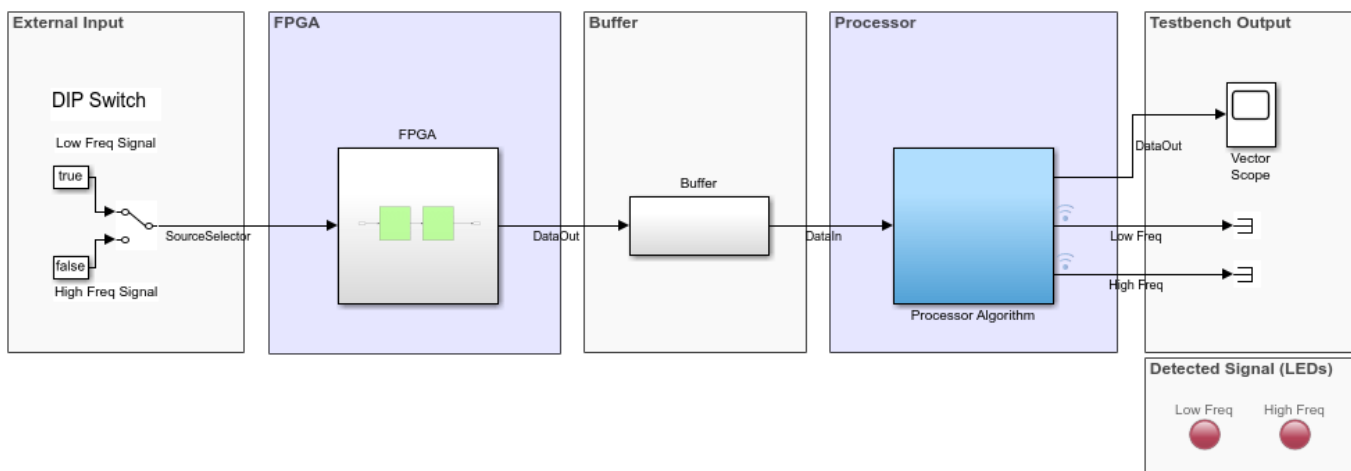 External Input
FPGA
Buffer
Processor
Testbench Output
DIP Switch
Low Freq Signal
true
false
High Freq Signal
SourceSelector
FPGA
DataOut
Buffer
DataIn
Processor Algorithm
DataOut
Low Freq
High Freq
Vector
Scope
Detected Signal (LEDs)
Low Freq
High Freq